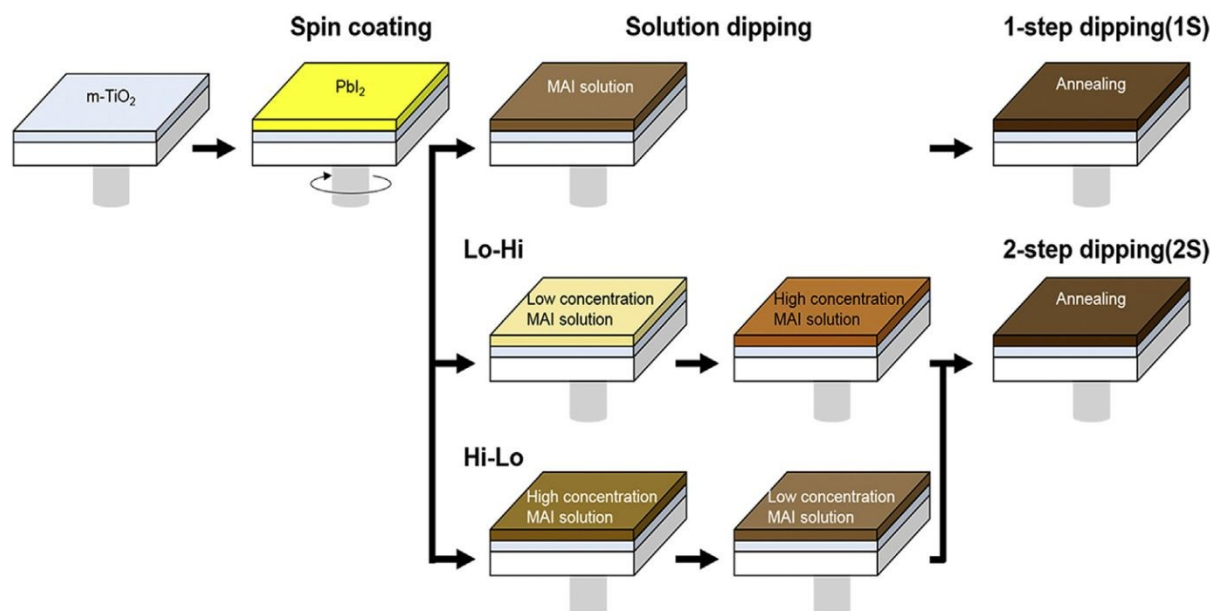 Spin coating
Solution dipping
1-step dipping(1S)
m-TiO₂
PbI₂
MAI solution
Annealing
Lo-Hi
2-step dipping(2S)
Low concentration
MAI solution
High concentration
MAI solution
Annealing
Hi-Lo
High concentration
MAI solution
Low concentration
MAI solution